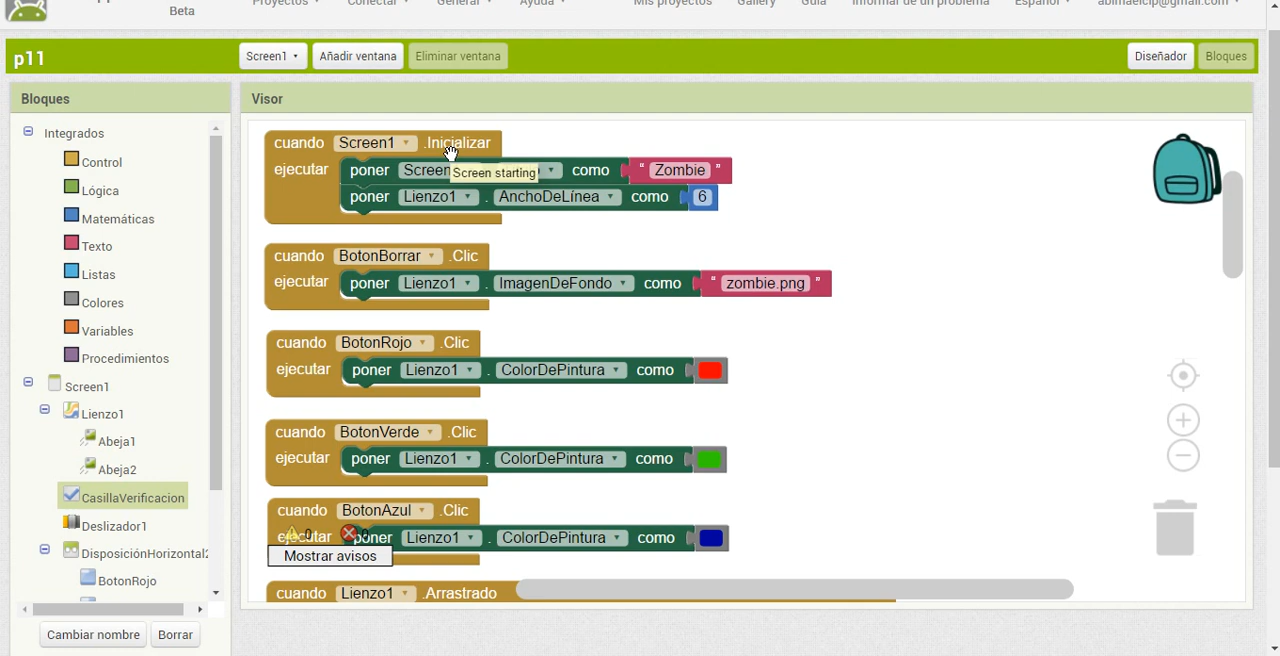 Proyectos Conectar General Ayuda Mis proyectos Gallery Guía Informar de un problema Español
Beta
p11 Screen1 Añadir ventana Eliminar ventana Diseñador Bloques
Bloques
Integrados
Control
Lógica
Matemáticas
Texto
Listas
Colores
Variables
Procedimientos
Screen1
Lienzo1
Abeja1
Abeja2
CasillaVerificacion
Deslizador1
DisposiciónHorizontal2
BotonRojo
Cambiar nombre Borrar
Visor
cuando Screen1 .Inicializar
ejecutar poner Screen como " Zombie "
Screen starting
poner Lienzo1 . AnchoDeLínea como 6
cuando BotonBorrar .Clic
ejecutar poner Lienzo1 . ImagenDeFondo como " zombie.png "
cuando BotonRojo .Clic
ejecutar poner Lienzo1 . ColorDePintura como
cuando BotonVerde .Clic
ejecutar poner Lienzo1 . ColorDePintura como
cuando BotonAzul .Clic
ejecutar poner Lienzo1 . ColorDePintura como
0 0
Mostrar avisos
cuando Lienzo1 .Arrastrado